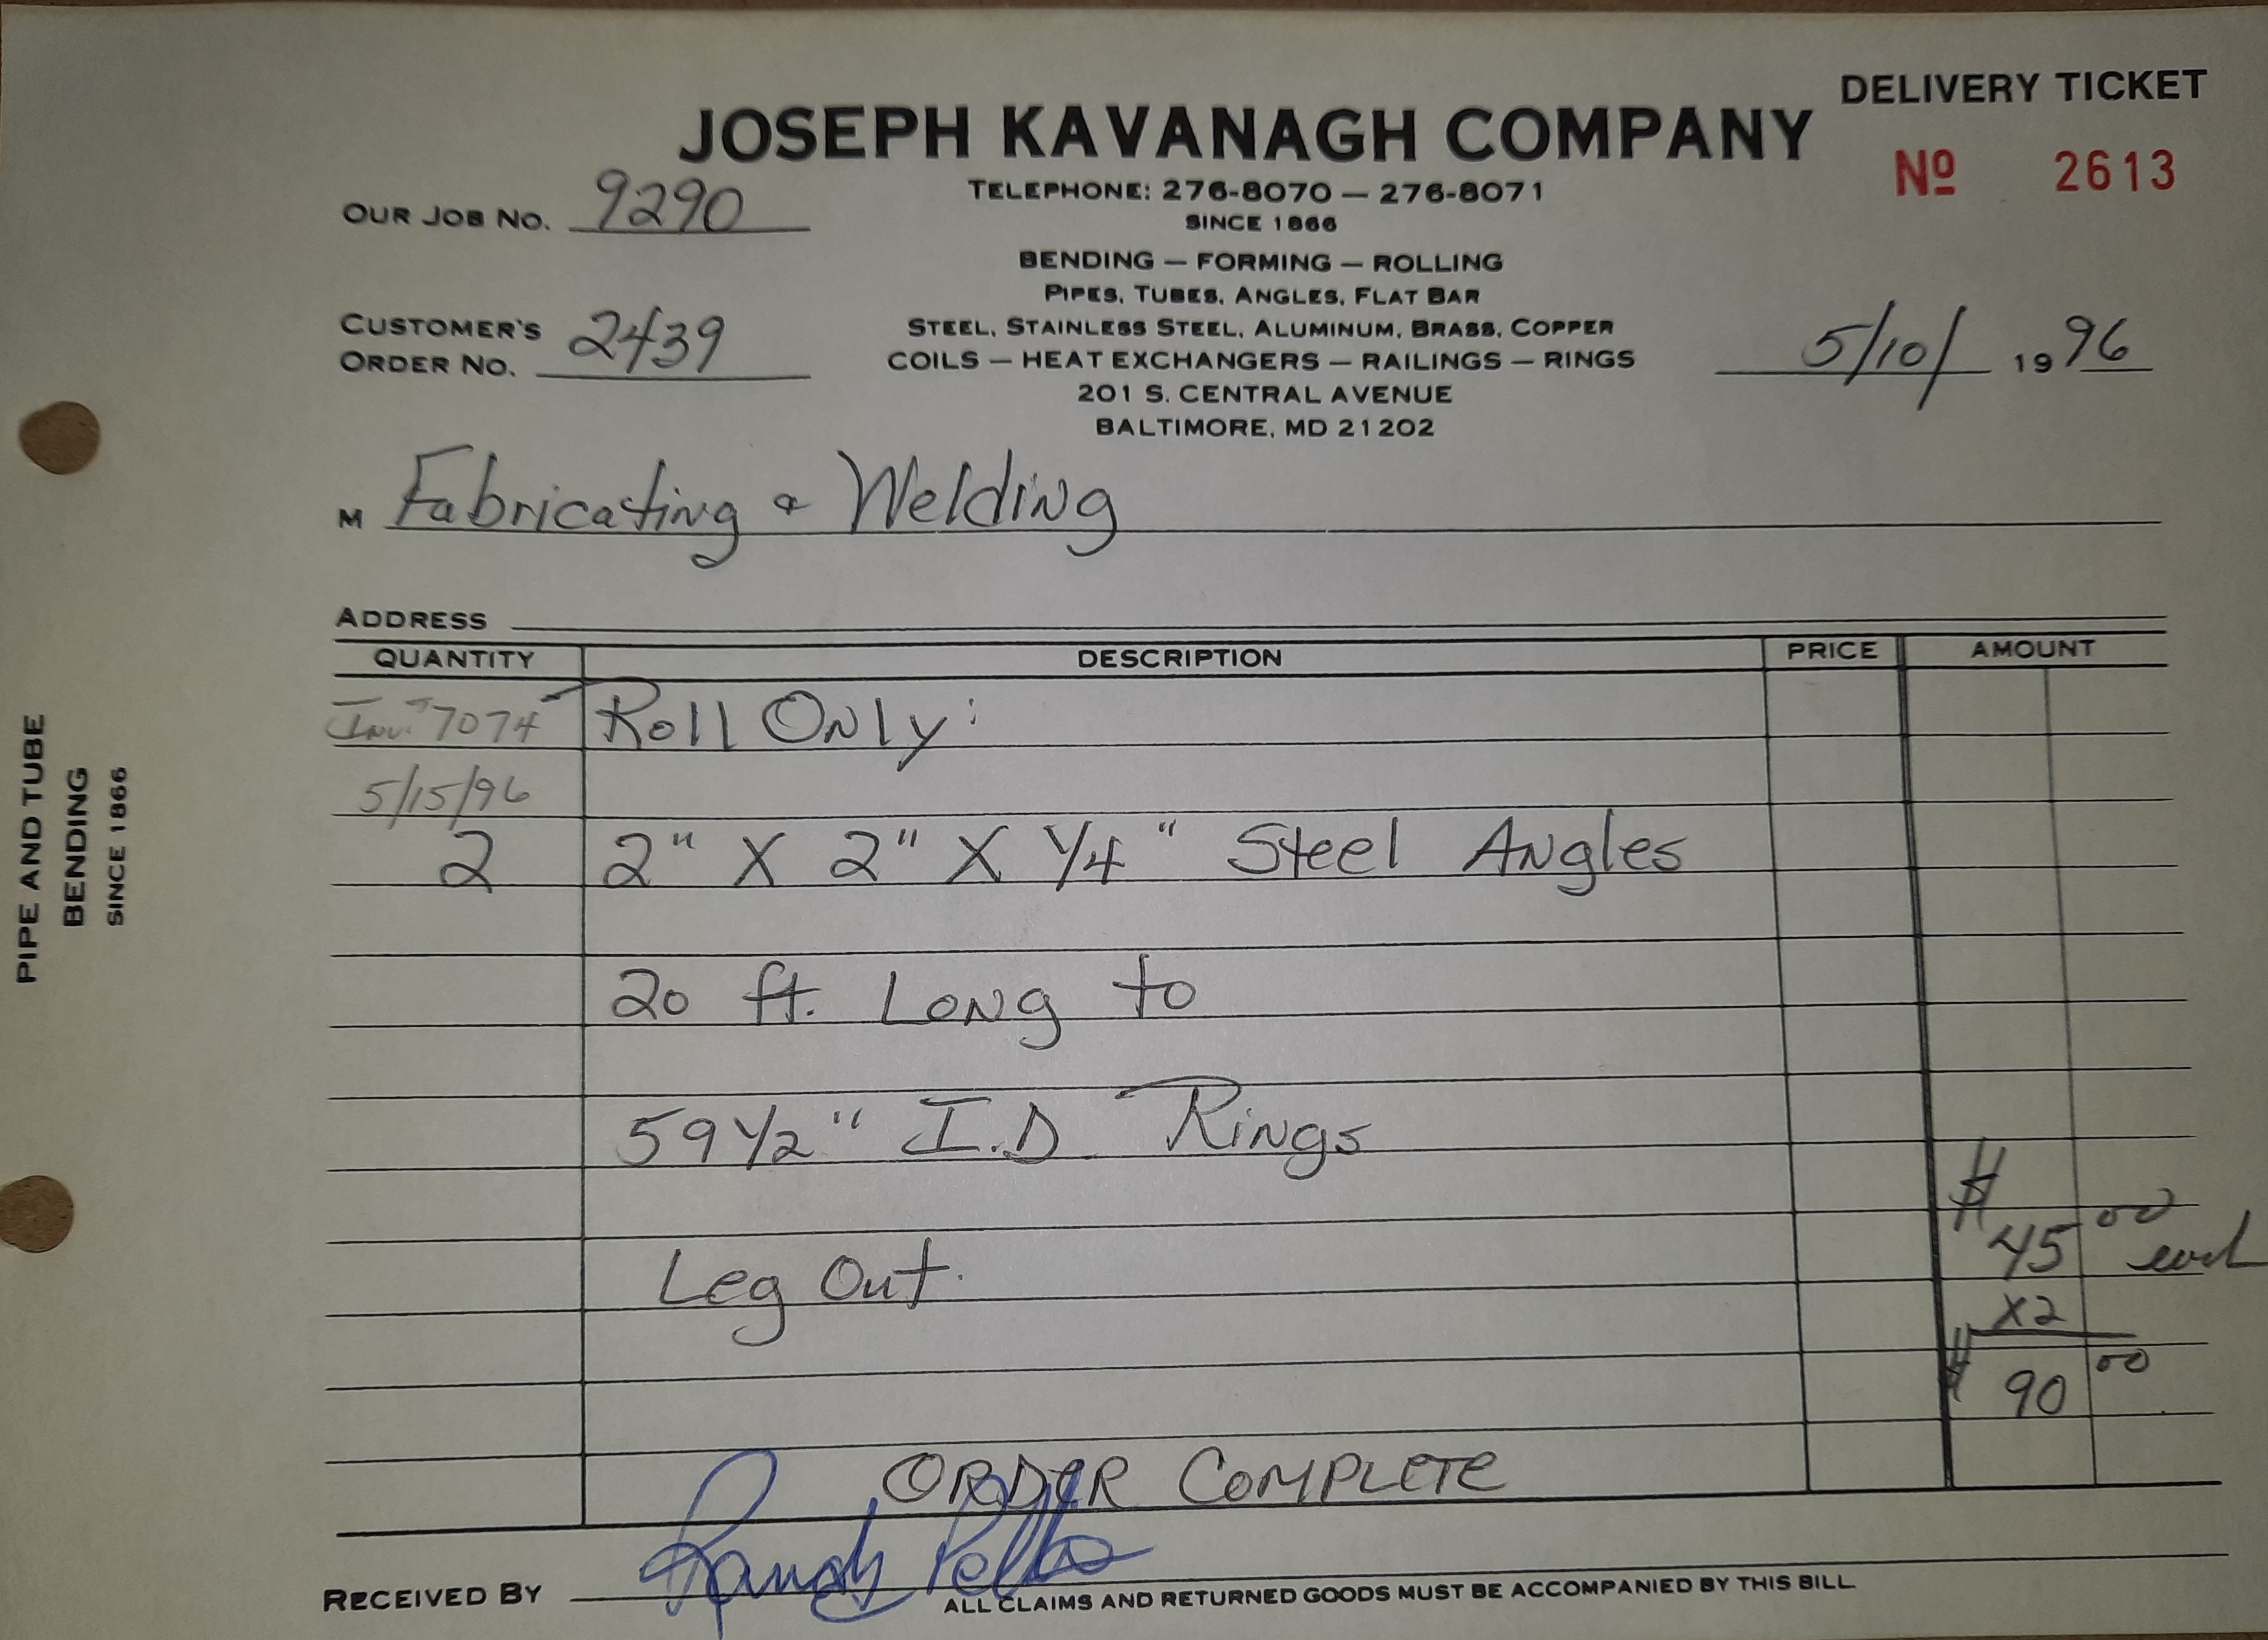 DELIVERY TICKET
JOSEPH KAVANAGH COMPANY
Nº 2613
TELEPHONE: 276-8070 — 276-8071
OUR JOB NO. 9290
SINCE 1866
BENDING — FORMING — ROLLING
PIPES, TUBES, ANGLES, FLAT BAR
CUSTOMER'S
ORDER NO. 2439
STEEL, STAINLESS STEEL, ALUMINUM, BRASS, COPPER
COILS — HEAT EXCHANGERS — RAILINGS — RINGS
5/10/ 1996
201 S. CENTRAL AVENUE
BALTIMORE, MD 21202
M Fabricating & Welding
ADDRESS
QUANTITY DESCRIPTION PRICE AMOUNT
Inv. # 7074 Roll Only:
5/15/96
2 2" X 2" X 1/4" Steel Angles
20 ft. Long to
59 1/2" I.D. Rings
$45.00 each
Leg Out.
X2
$90.00
ORDER COMPLETE
RECEIVED BY Randy
ALL CLAIMS AND RETURNED GOODS MUST BE ACCOMPANIED BY THIS BILL.
PIPE AND TUBE
BENDING
SINCE 1866